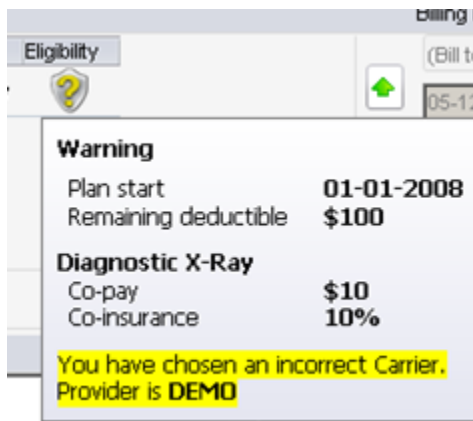 Billing
Eligibility
(Bill t
05-12
Warning
Plan start 01-01-2008
Remaining deductible $100
Diagnostic X-Ray
Co-pay $10
Co-insurance 10%
You have chosen an incorrect Carrier.
Provider is DEMO